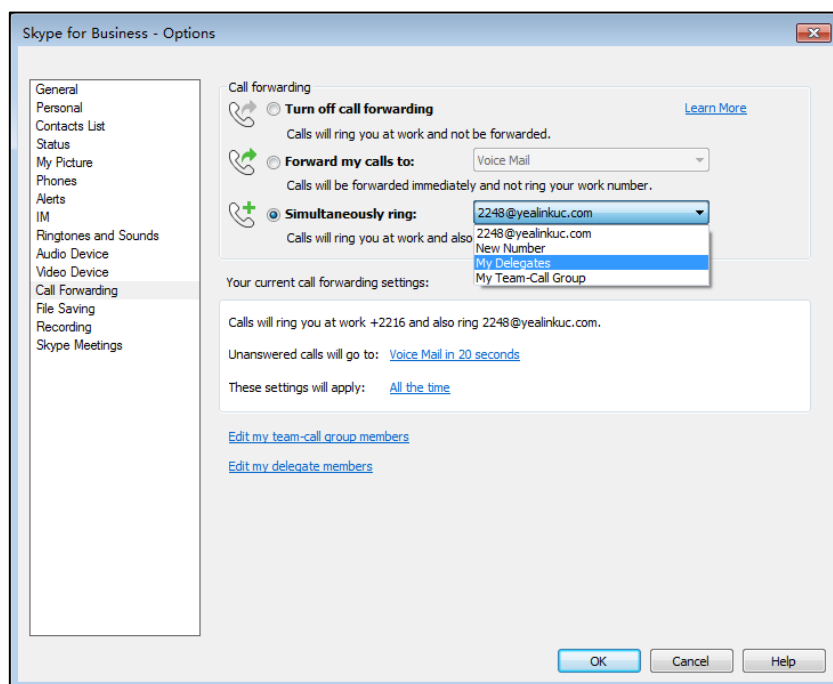 Skype for Business - Options
General
Personal
Contacts List
Status
My Picture
Phones
Alerts
IM
Ringtones and Sounds
Audio Device
Video Device
Call Forwarding
File Saving
Recording
Skype Meetings
Call forwarding
Turn off call forwarding
Learn More
Calls will ring you at work and not be forwarded.
Forward my calls to:
Voice Mail
Calls will be forwarded immediately and not ring your work number.
Simultaneously ring:
2248@yealinkuc.com
Calls will ring you at work and also
2248@yealinkuc.com
New Number
My Delegates
My Team-Call Group
Your current call forwarding settings:
Calls will ring you at work +2216 and also ring 2248@yealinkuc.com.
Unanswered calls will go to: Voice Mail in 20 seconds
These settings will apply: All the time
Edit my team-call group members
Edit my delegate members
OK Cancel Help